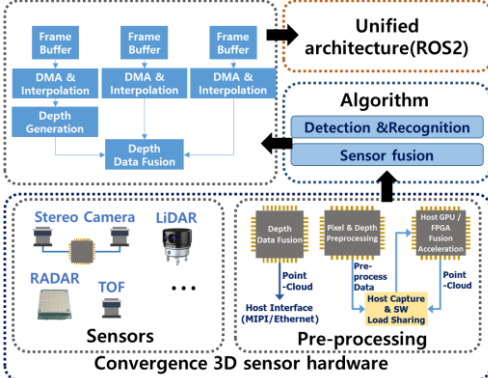 Frame
Buffer
Frame
Buffer
Frame
Buffer
DMA &
Interpolation
DMA &
Interpolation
DMA &
Interpolation
Depth
Generation
Depth
Data Fusion
Unified
architecture(ROS2)
Algorithm
Detection &Recognition
Sensor fusion
Stereo Camera
LiDAR
RADAR
TOF
Sensors
Depth
Data Fusion
Pixel & Depth
Preprocessing
Host GPU /
FPGA
Fusion
Acceleration
Point
-Cloud
Pre-
process
Data
Point
-Cloud
Host Interface
(MIPI/Ethernet)
Host Capture
& SW
Load Sharing
Pre-processing
Convergence 3D sensor hardware